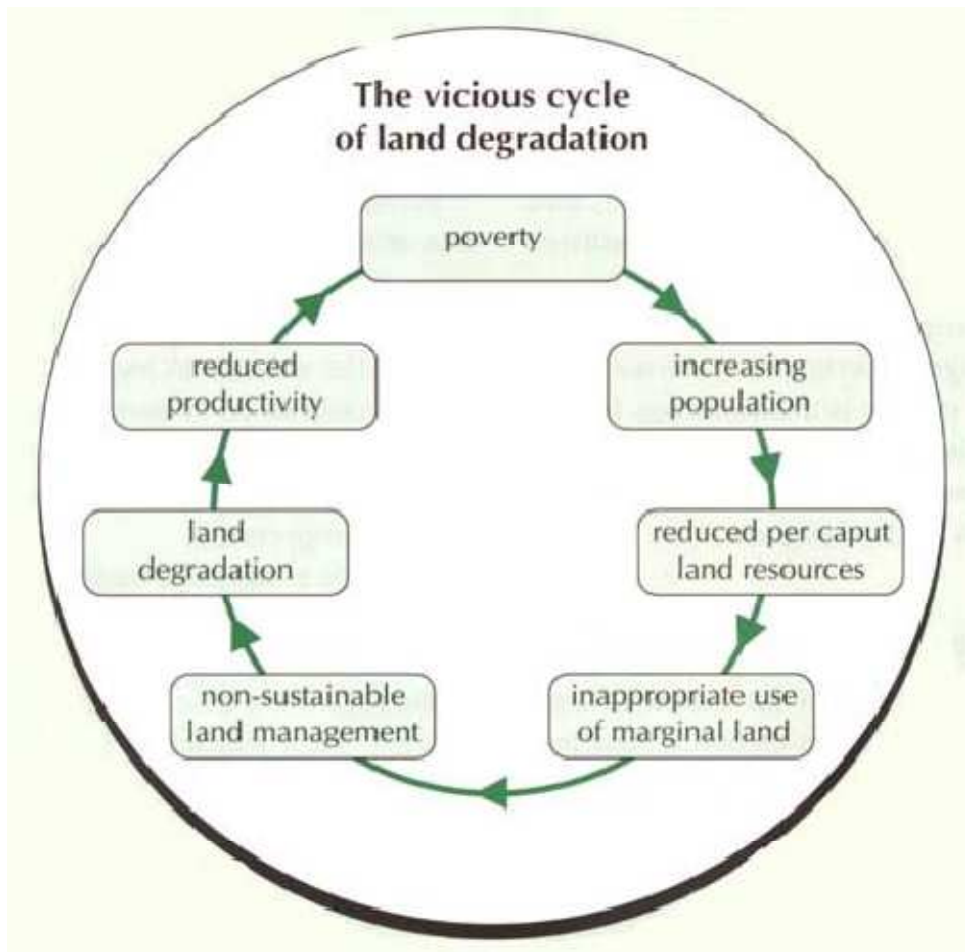 The vicious cycle
of land degradation
poverty
increasing
population
reduced per caput
land resources
inappropriate use
of marginal land
non-sustainable
land management
land
degradation
reduced
productivity